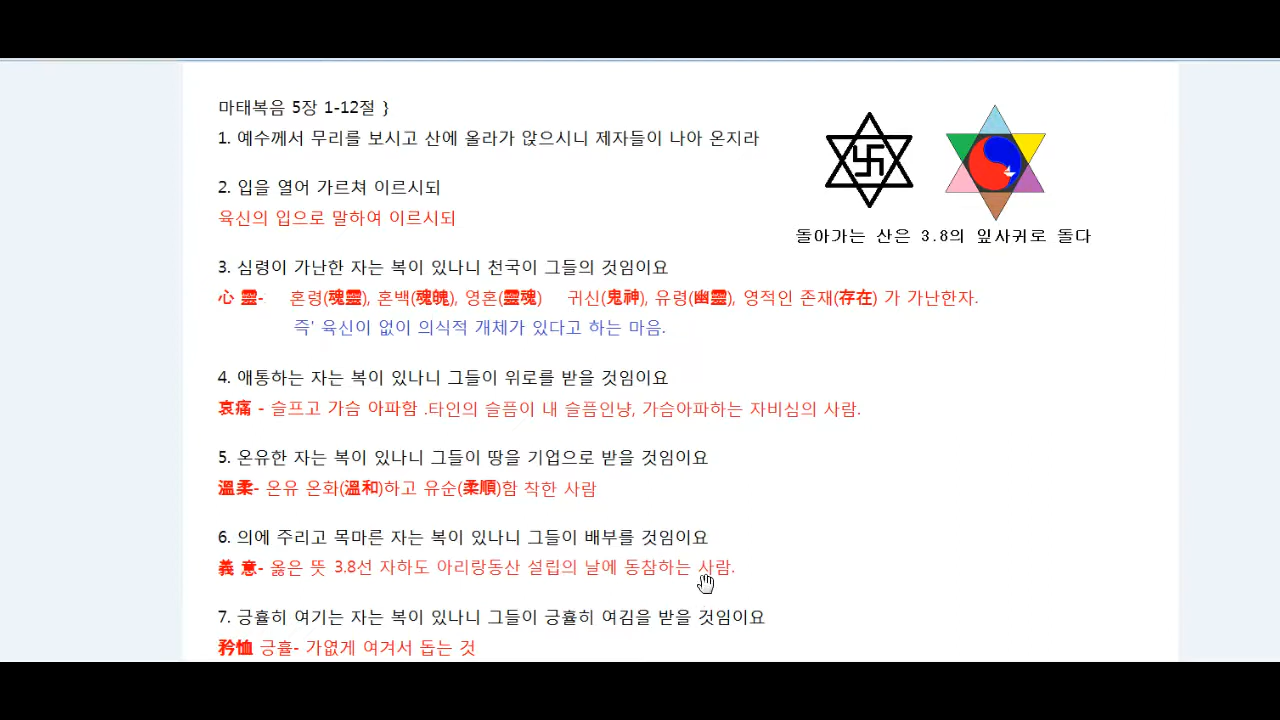 마태복음 5장 1-12절 }
1. 예수께서 무리를 보시고 산에 올라가 앉으시니 제자들이 나아 온지라
2. 입을 열어 가르쳐 이르시되
육신의 입으로 말하여 이르시되
돌아가는 산은 3.8의 잎사귀로 돌다
3. 심령이 가난한 자는 복이 있나니 천국이 그들의 것임이요
心 靈- 혼령(魂靈), 혼백(魂魄), 영혼(靈魂) 귀신(鬼神), 유령(幽靈), 영적인 존재(存在) 가 가난한자.
즉' 육신이 없이 의식적 개체가 있다고 하는 마음.
4. 애통하는 자는 복이 있나니 그들이 위로를 받을 것임이요
哀痛 - 슬프고 가슴 아파함 .타인의 슬픔이 내 슬픔인냥, 가슴아파하는 자비심의 사람.
5. 온유한 자는 복이 있나니 그들이 땅을 기업으로 받을 것임이요
溫柔- 온유 온화(溫和)하고 유순(柔順)함 착한 사람
6. 의에 주리고 목마른 자는 복이 있나니 그들이 배부를 것임이요
義 意- 옳은 뜻 3.8선 자하도 아리랑동산 설립의 날에 동참하는 사람.
7. 긍휼히 여기는 자는 복이 있나니 그들이 긍휼히 여김을 받을 것임이요
矜恤 긍휼- 가엾게 여겨서 돕는 것